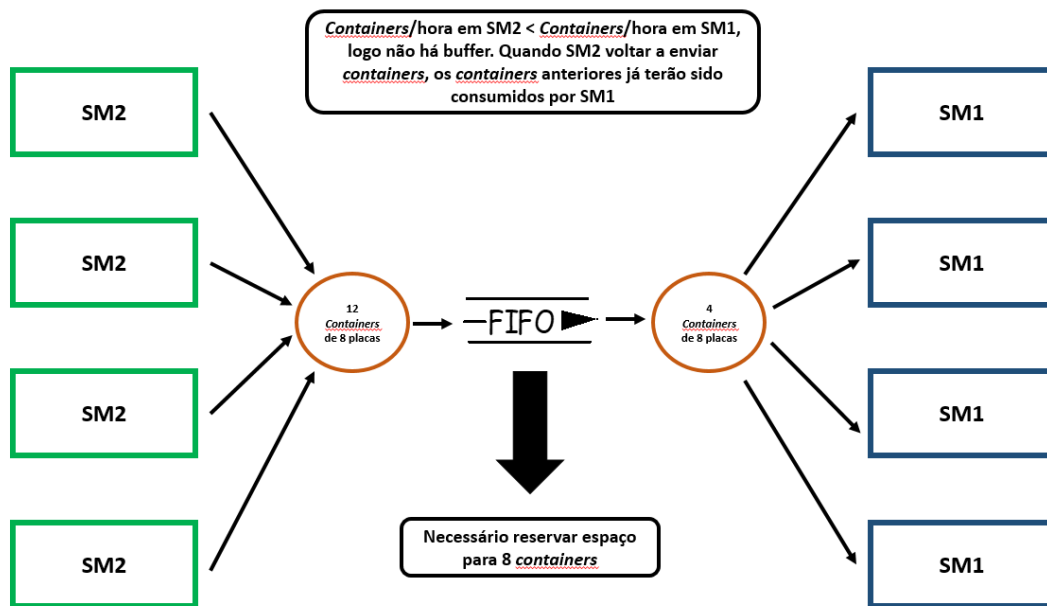 Containers/hora em SM2 < Containers/hora em SM1,
logo não há buffer. Quando SM2 voltar a enviar
containers, os containers anteriores já terão sido
consumidos por SM1
SM2
SM1
SM2
SM1
12
Containers
de 8 placas
FIFO
4
Containers
de 8 placas
SM2
SM1
Necessário reservar espaço
para 8 containers
SM2
SM1